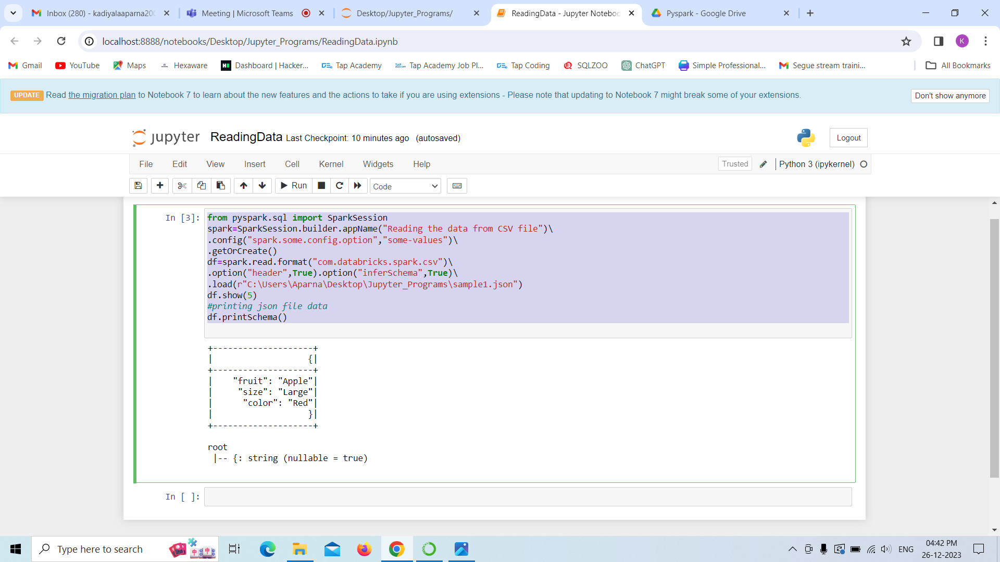 Inbox (280) - kadiyalaaparna200
Meeting | Microsoft Teams
Desktop/Jupyter_Programs/
ReadingData - Jupyter Noteboo
Pyspark - Google Drive
localhost:8888/notebooks/Desktop/Jupyter_Programs/ReadingData.ipynb
K
Gmail
YouTube
Maps
Hexaware
Dashboard | Hacker...
Tap Academy
Tap Academy Job Pl...
Tap Coding
SQLZOO
ChatGPT
Simple Professional...
Segue stream traini...
All Bookmarks
UPDATE Read the migration plan to Notebook 7 to learn about the new features and the actions to take if you are using extensions - Please note that updating to Notebook 7 might break some of your extensions.
Don't show anymore
jupyter ReadingData Last Checkpoint: 10 minutes ago (autosaved)
Logout
File Edit View Insert Cell Kernel Widgets Help
Trusted
Python 3 (ipykernel)
Run
Code
In [3]:
from pyspark.sql import SparkSession
spark=SparkSession.builder.appName("Reading the data from CSV file")\
.config("spark.some.config.option","some-values")\
.getOrCreate()
df=spark.read.format("com.databricks.spark.csv")\
.option("header",True).option("inferSchema",True)\
.load(r"C:\Users\Aparna\Desktop\Jupyter_Programs\sample1.json")
df.show(5)
#printing json file data
df.printSchema()
+--------------------+
|                   {|
+--------------------+
|    "fruit": "Apple"|
|     "size": "Large"|
|      "color": "Red"|
|                   }|
+--------------------+
root
 |-- {: string (nullable = true)
In [ ]:
Type here to search
ENG
04:42 PM
26-12-2023